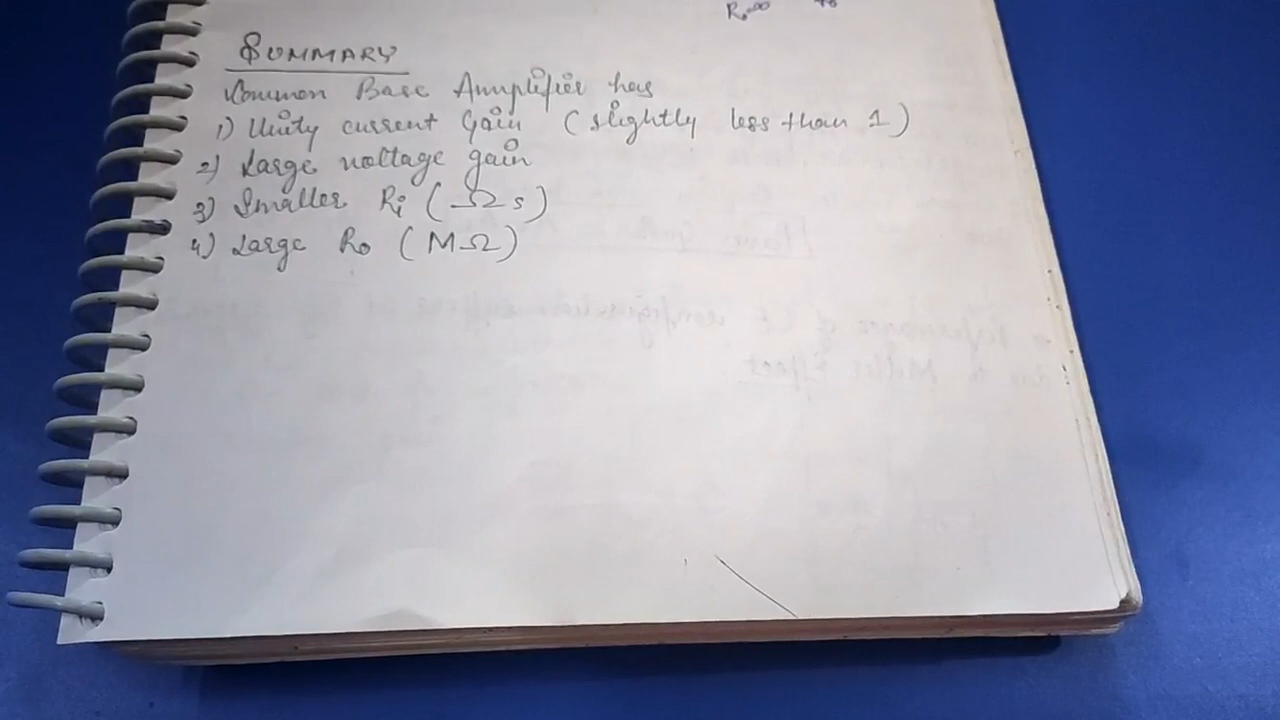 SUMMARY
Common Base Amplifier has
1) Unity current Gain (slightly less than 1)
2) Large voltage gain
3) Smaller Ri (Ωs)
4) Large Ro (MΩ)